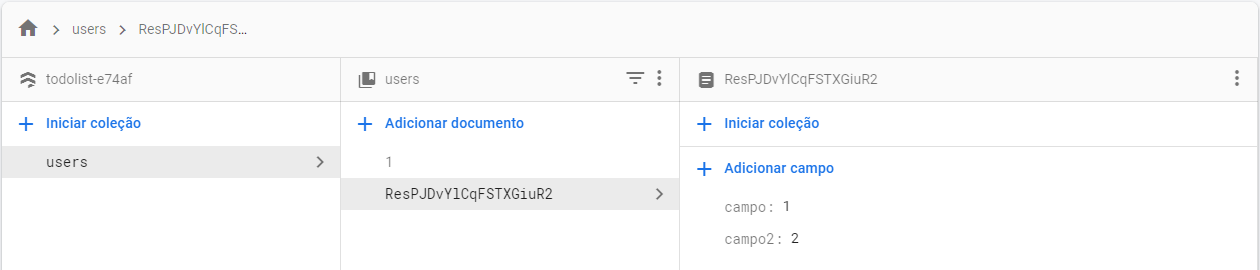 users ResPJDvYlCqFS...
todolist-e74af
Iniciar coleção
users
users
Adicionar documento
1
ResPJDvYlCqFSTXGiuR2
ResPJDvYlCqFSTXGiuR2
Iniciar coleção
Adicionar campo
campo: 1
campo2: 2